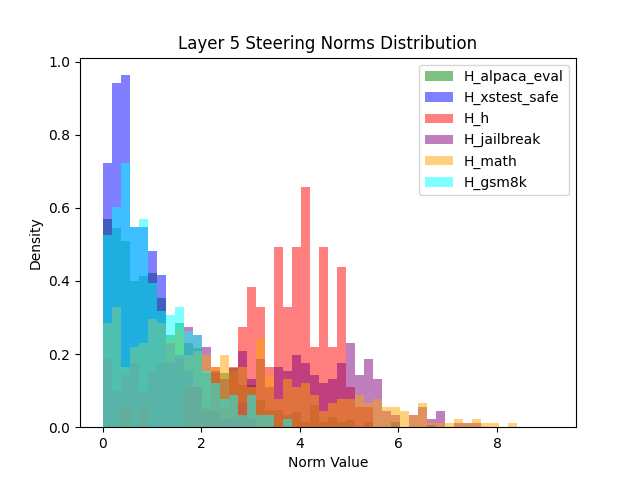 Layer 5 Steering Norms Distribution
1.0
0.8
0.6
0.4
0.2
0.0
Density
0
2
4
6
8
Norm Value
H_alpaca_eval
H_xstest_safe
H_h
H_jailbreak
H_math
H_gsm8k